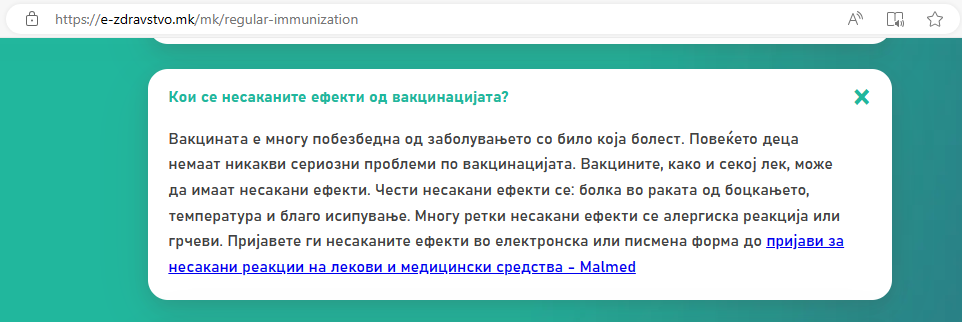 https://e-zdravstvo.mk/mk/regular-immunization
Кои се несаканите ефекти од вакцинацијата?
Вакцината е многу побезбедна од заболувањето со било која болест. Повеќето деца
немаат никакви сериозни проблеми по вакцинацијата. Вакцините, како и секој лек, може
да имаат несакани ефекти. Чести несакани ефекти се: болка во раката од боцкањето,
температура и благо исипување. Многу ретки несакани ефекти се алергиска реакција или
грчеви. Пријавете ги несаканите ефекти во електронска или писмена форма до пријави за
несакани реакции на лекови и медицински средства - Malmed